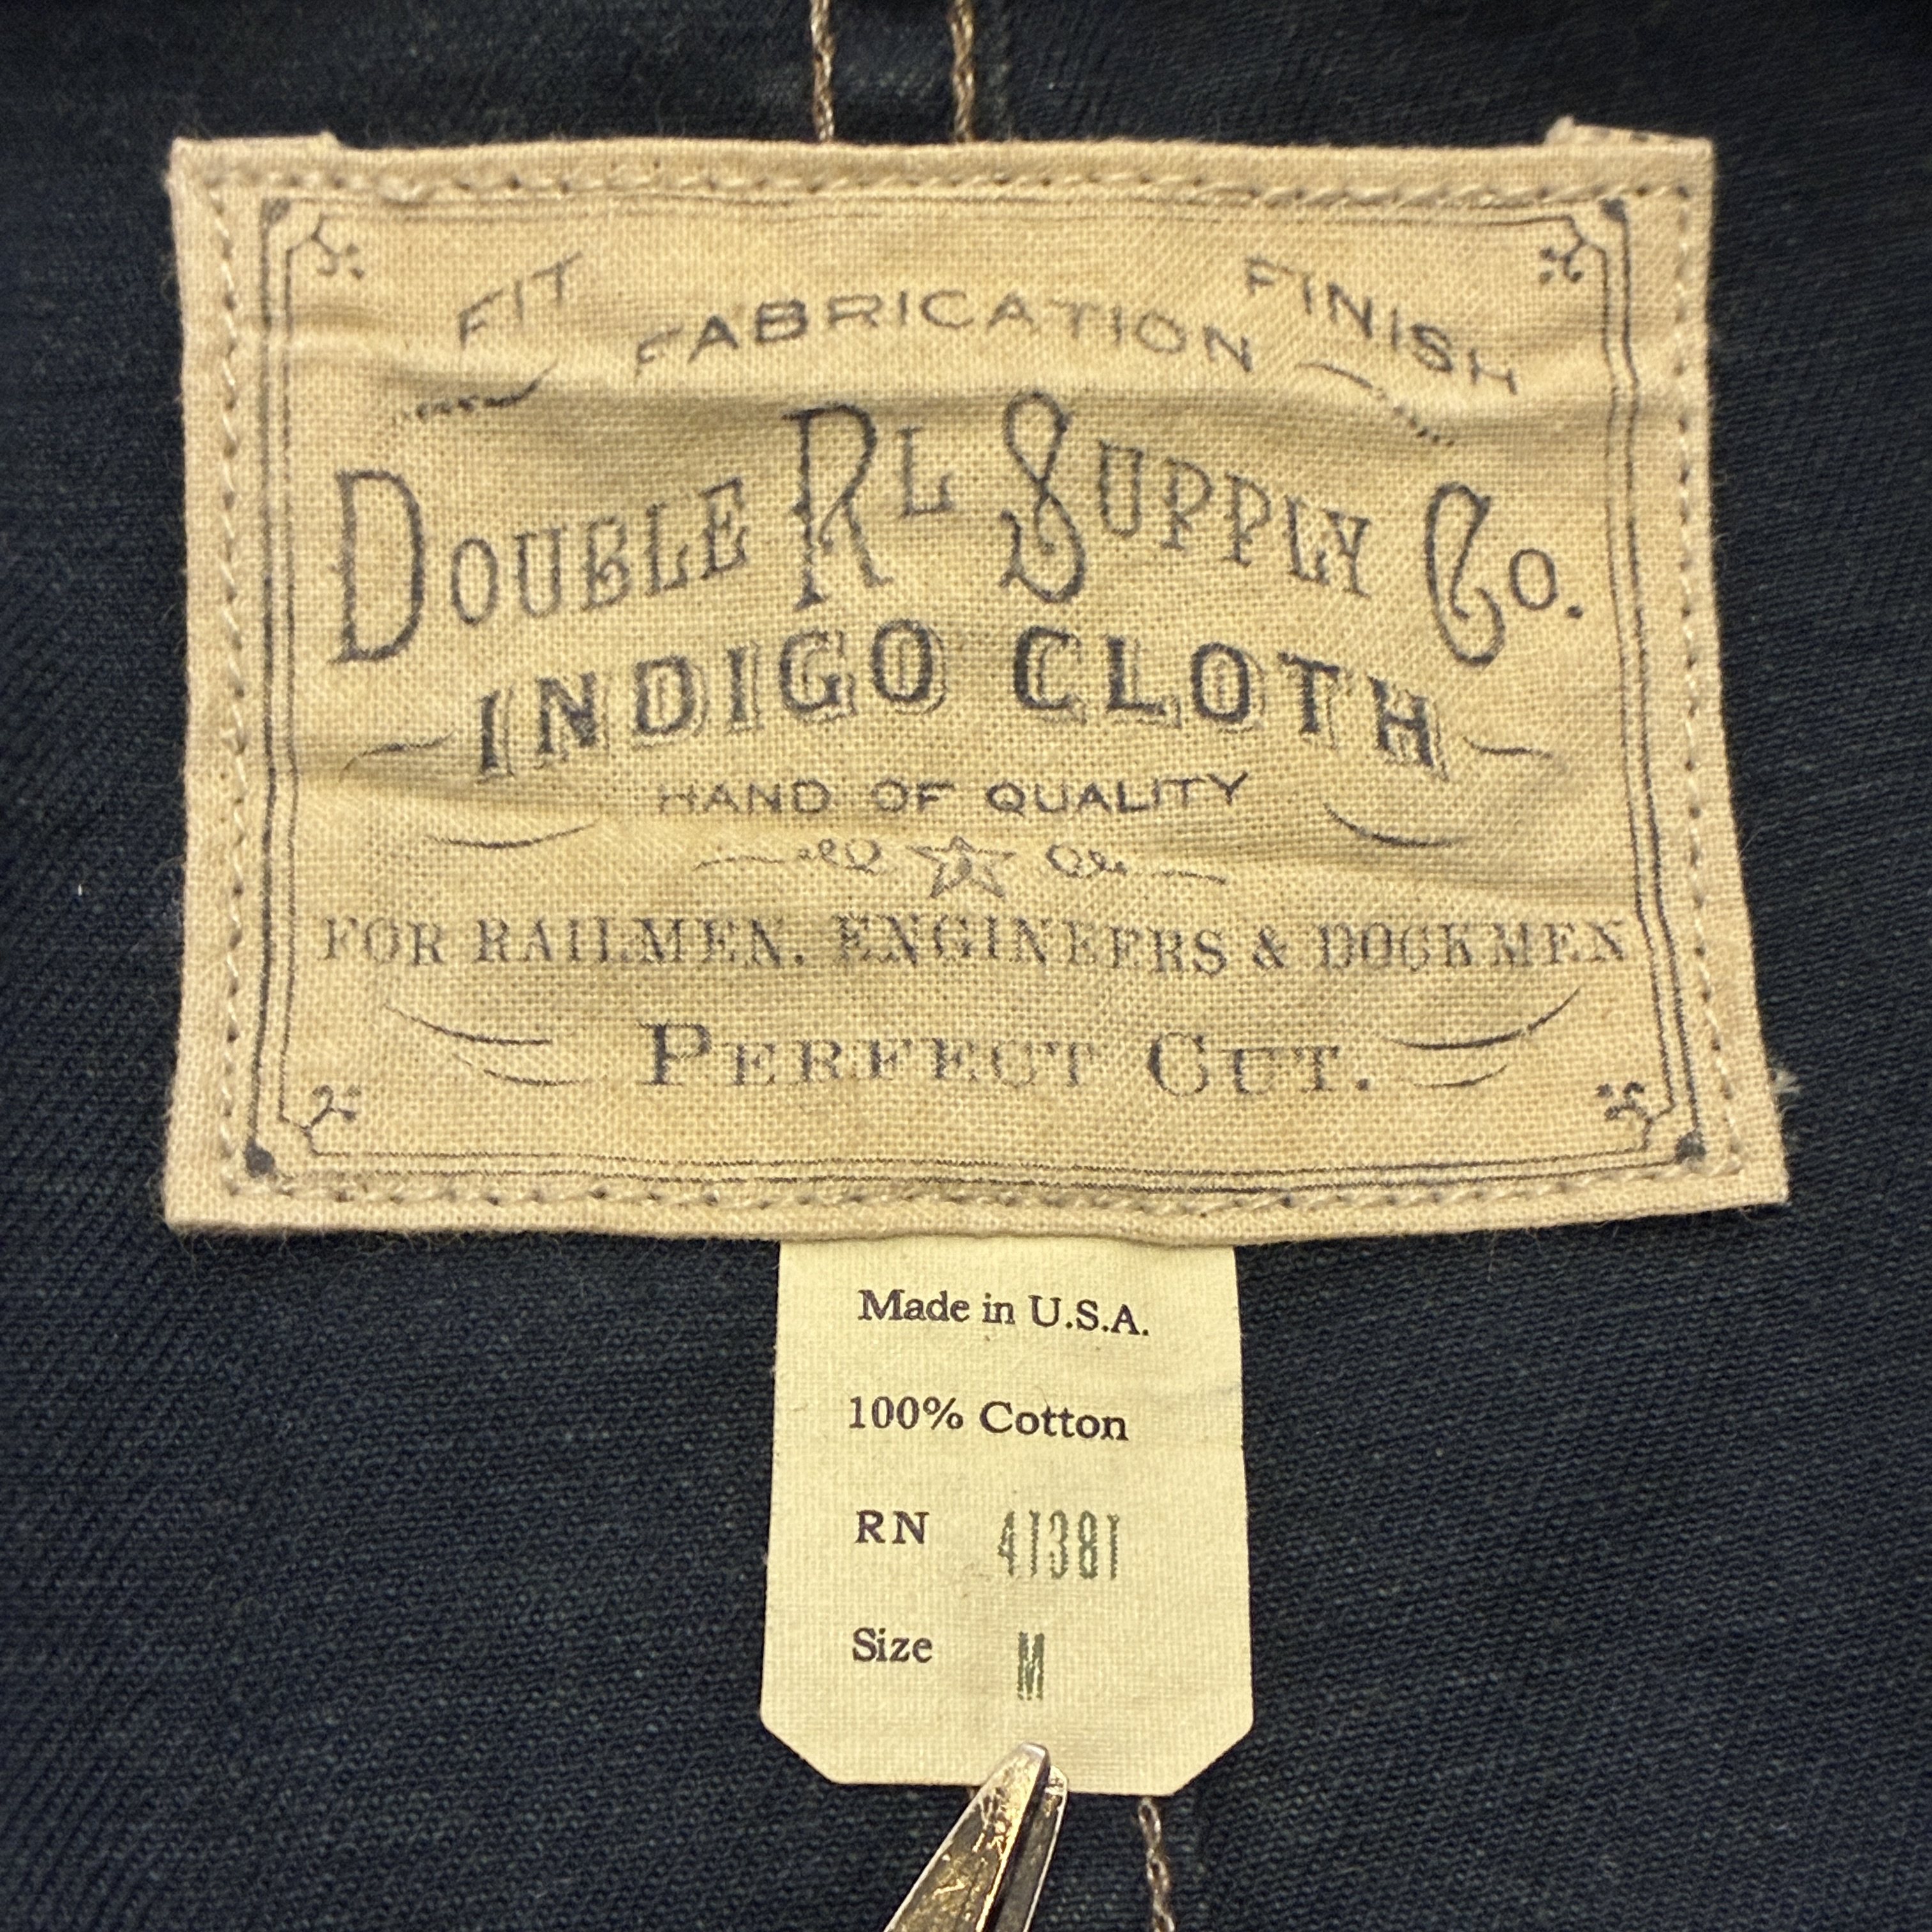 FIT FABRICATION FINISH
DOUBLE RL SUPPLY CO.
INDIGO CLOTH
HAND OF QUALITY
FOR RAILMEN, ENGINEERS & DOCKMEN
PERFECT CUT.
Made in U.S.A.
100% Cotton
RN 41381
Size M